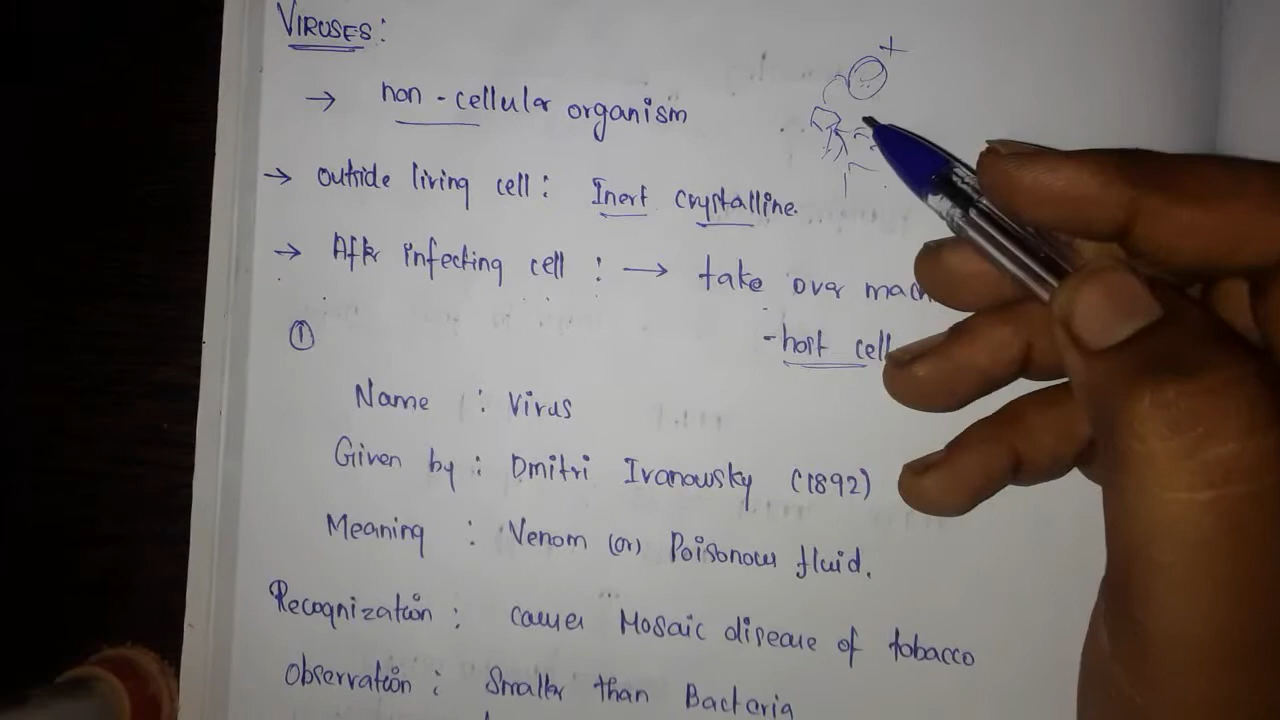 VIRUSES:
→ non-cellular organism
→ outside living cell: Inert crystalline.
→ After infecting cell : → take over
- host cell
①
Name : Virus
Given by : Dmitri Ivanowsky (1892)
Meaning : Venom (or) Poisonous fluid.
Recognization : causes Mosaic disease of tobacco
Observation : Smaller than Bacteria